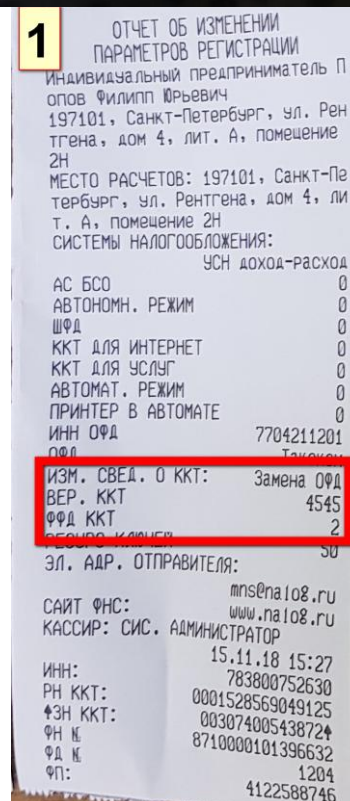 1
ОТЧЕТ ОБ ИЗМЕНЕНИИ
ПАРАМЕТРОВ РЕГИСТРАЦИИ
Индивидуальный предприниматель П
опов Филипп Юрьевич
197101, Санкт-Петербург, ул. Рен
тгена, дом 4, лит. А, помещение
2Н
МЕСТО РАСЧЕТОВ: 197101, Санкт-Пе
тербург, ул. Рентгена, дом 4, ли
т. А, помещение 2Н
СИСТЕМЫ НАЛОГООБЛОЖЕНИЯ:
УСН доход-расход
АС БСО 0
АВТОНОМН. РЕЖИМ 0
ШФД 0
ККТ ДЛЯ ИНТЕРНЕТ 0
ККТ ДЛЯ УСЛУГ 0
АВТОМАТ. РЕЖИМ 0
ПРИНТЕР В АВТОМАТЕ 0
ИНН ОФД 7704211201
ОФД Такском
ИЗМ. СВЕД. О ККТ: Замена ОФД
ВЕР. ККТ 4545
ФФД ККТ 2
РЕСУРС КЛЮЧЕЙ 50
ЭЛ. АДР. ОТПРАВИТЕЛЯ:
mns@nalog.ru
САЙТ ФНС: www.nalog.ru
КАССИР: СИС. АДМИНИСТРАТОР
15.11.18 15:27
ИНН: 783800752630
РН ККТ: 0001528569049125
ЗН ККТ: 00307400543872
ФН № 8710000101396632
ФД № 1204
ФП: 4122588746